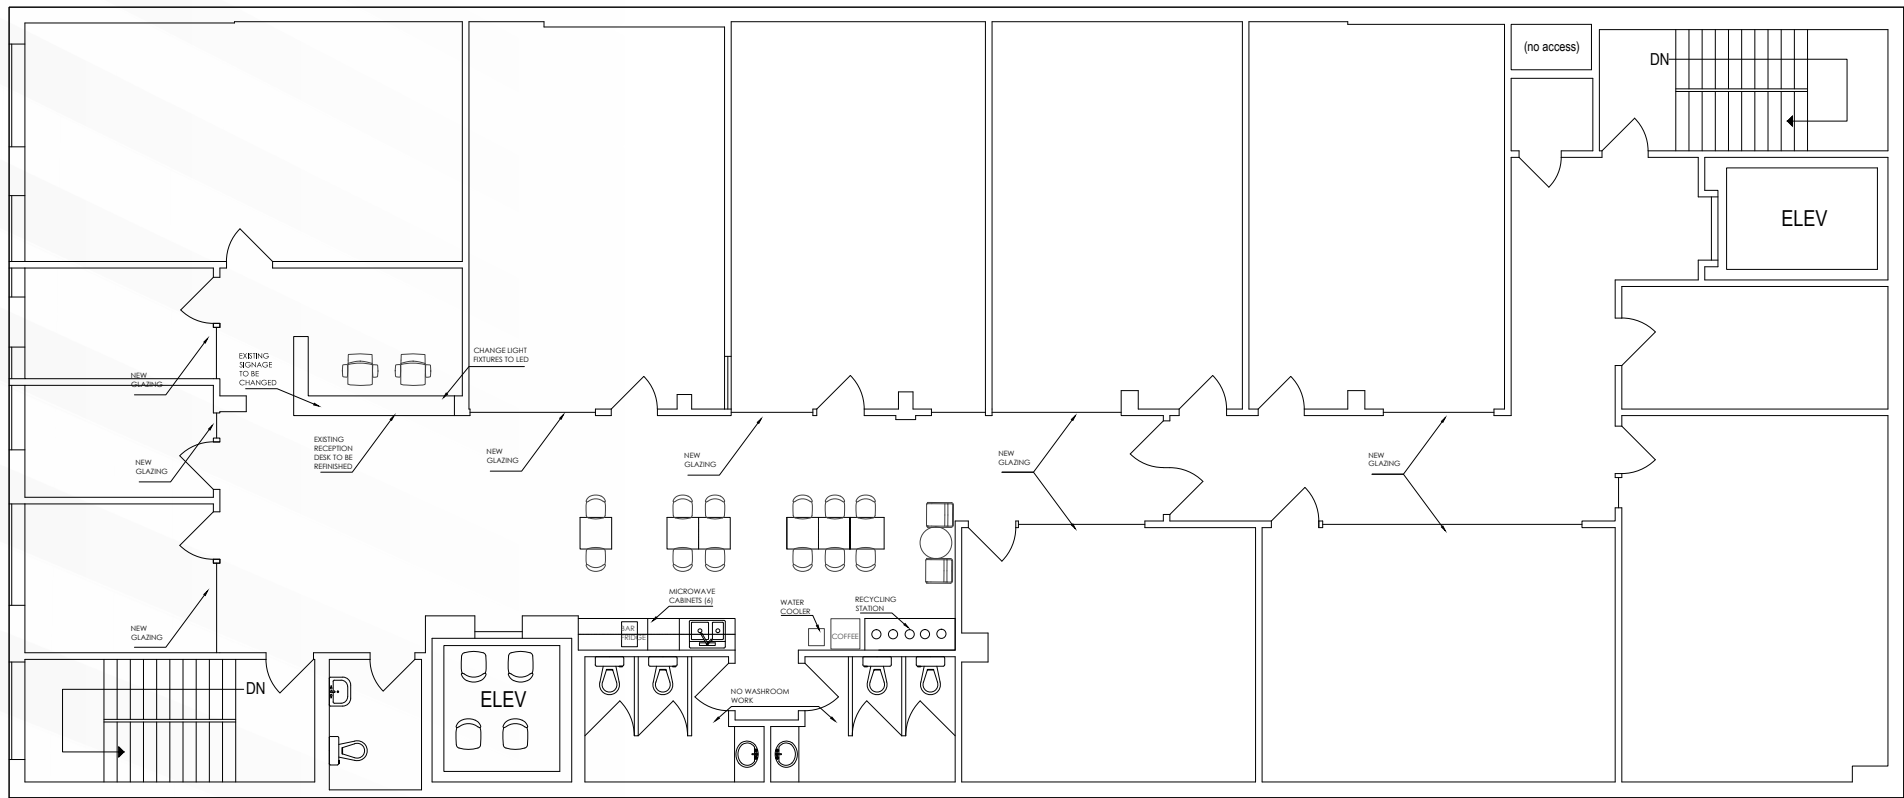 (no access)
DN
ELEV
EXISTING
SIGNAGE
TO BE
CHANGED
CHANGE LIGHT
FIXTURES TO LED
NEW
GLAZING
EXISTING
RECEPTION
DESK TO BE
REFINISHED
NEW
GLAZING
NEW
GLAZING
NEW
GLAZING
NEW
GLAZING
NEW
GLAZING
MICROWAVE
CABINETS (6)
WATER
COOLER
RECYCLING
STATION
NEW
GLAZING
BAR
FRIDGE
COFFEE
DN
ELEV
NO WASHROOM
WORK